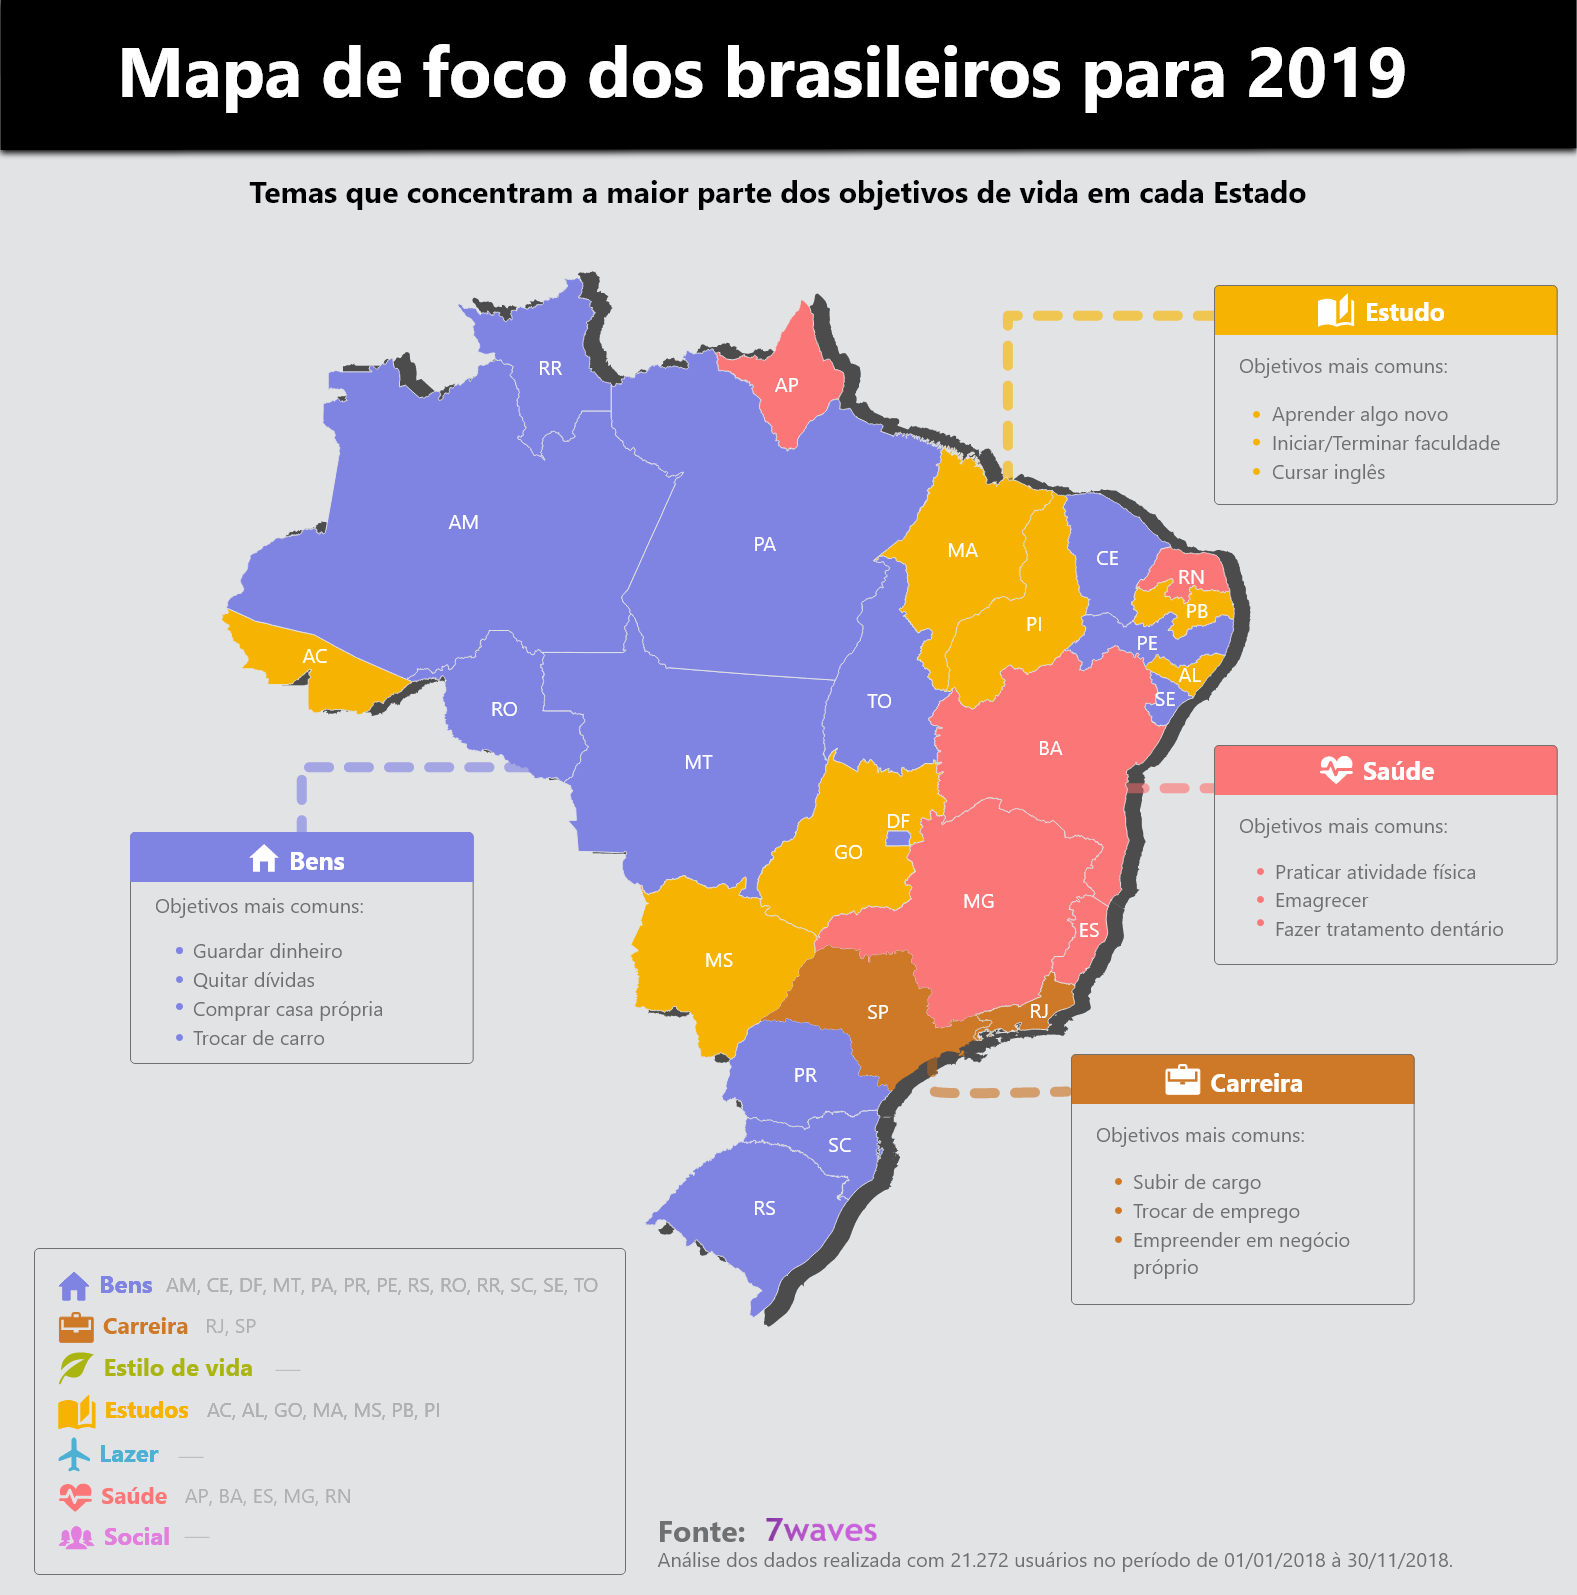 Mapa de foco dos brasileiros para 2019
Temas que concentram a maior parte dos objetivos de vida em cada Estado
RR
AP
AM
PA
MA
CE
RN
PB
PI
PE
AC
AL
SE
RO
TO
MT
BA
DF
GO
MG
ES
MS
SP
RJ
PR
SC
RS
Estudo
Objetivos mais comuns:
• Aprender algo novo
• Iniciar/Terminar faculdade
• Cursar inglês
Saúde
Objetivos mais comuns:
• Praticar atividade física
• Emagrecer
• Fazer tratamento dentário
Bens
Objetivos mais comuns:
• Guardar dinheiro
• Quitar dívidas
• Comprar casa própria
• Trocar de carro
Carreira
Objetivos mais comuns:
• Subir de cargo
• Trocar de emprego
• Empreender em negócio
próprio
Bens AM, CE, DF, MT, PA, PR, PE, RS, RO, RR, SC, SE, TO
Carreira RJ, SP
Estilo de vida —
Estudos AC, AL, GO, MA, MS, PB, PI
Lazer —
Saúde AP, BA, ES, MG, RN
Social —
Fonte: 7waves
Análise dos dados realizada com 21.272 usuários no período de 01/01/2018 à 30/11/2018.